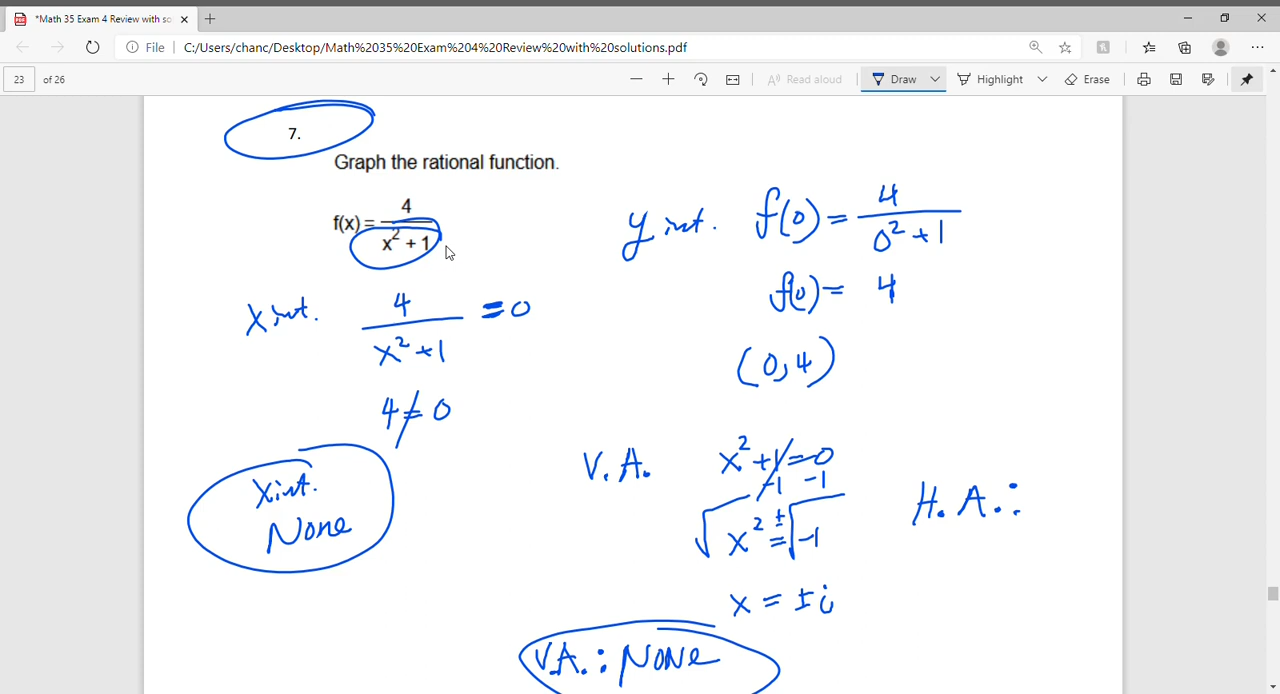 *Math 35 Exam 4 Review with so
File
C:/Users/chanc/Desktop/Math%2035%20Exam%204%20Review%20with%20solutions.pdf
23 of 26
Read aloud
Draw
Highlight
Erase
7.
Graph the rational function.
f(x) = 4 / x² + 1
y int. f(0) = 4 / 0² + 1
f(0) = 4
(0,4)
x int. 4 / x² + 1 = 0
4 ≠ 0
x int.
None
V.A. x² + 1 = 0
-1 -1
√x² = ±√-1
x = ±i
V.A.: NONE
H.A.: